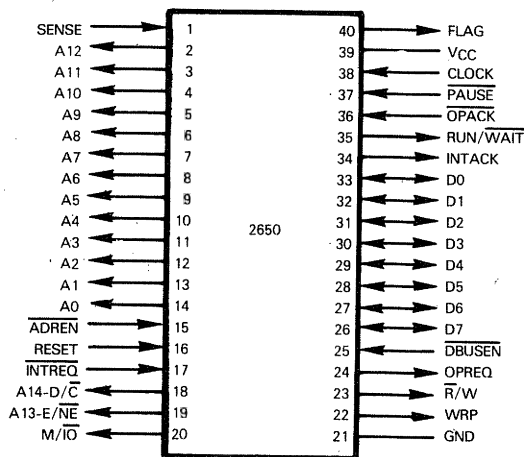 SENSE 1 40 FLAG
A12 2 39 VCC
A11 3 38 CLOCK
A10 4 37 PAUSE
A9 5 36 OPACK
A8 6 35 RUN/WAIT
A7 7 34 INTACK
A6 8 33 D0
A5 9 32 D1
A4 10 31 D2
A3 11 2650 30 D3
A2 12 29 D4
A1 13 28 D5
A0 14 27 D6
ADREN 15 26 D7
RESET 16 25 DBUSEN
INTREQ 17 24 OPREQ
A14-D/C 18 23 R/W
A13-E/NE 19 22 WRP
M/IO 20 21 GND